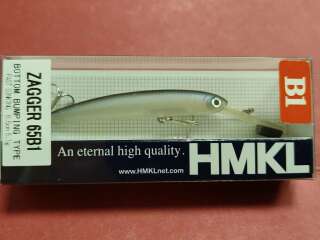 ZAGGER 65B1
BOTTOM BUMPING TYPE
B1
An eternal high quality.
HMKL
www.HMKLnet.com